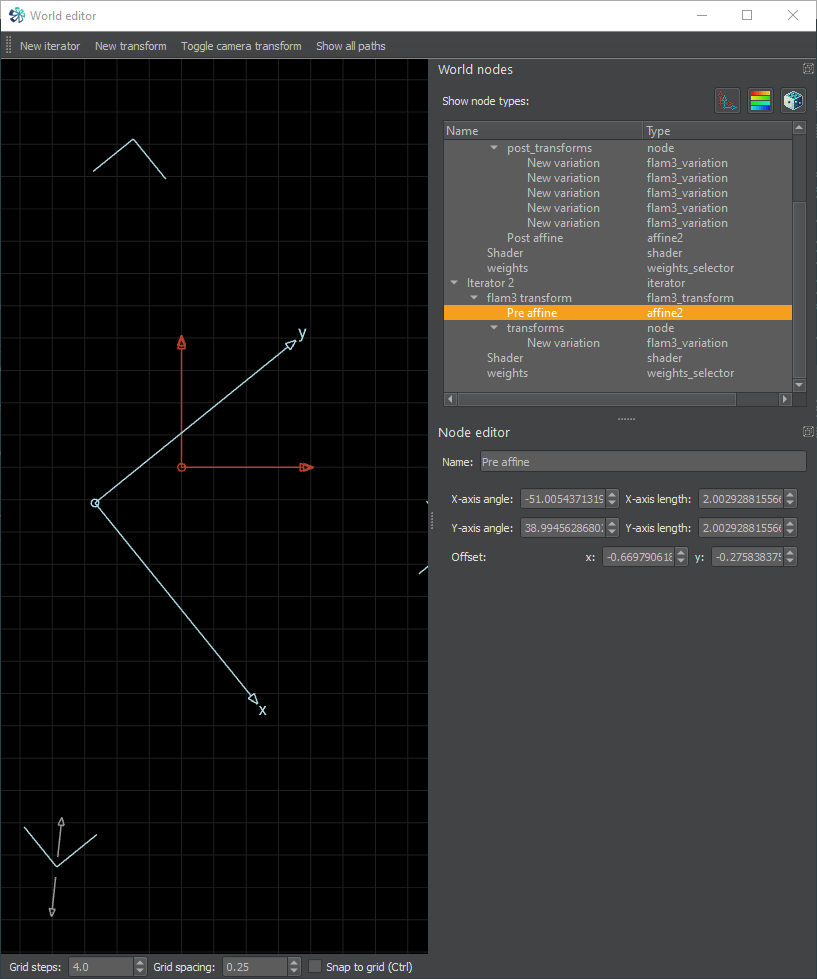 World editor
New iterator New transform Toggle camera transform Show all paths
World nodes
Show node types:
Name Type
post_transforms node
New variation flam3_variation
New variation flam3_variation
New variation flam3_variation
New variation flam3_variation
New variation flam3_variation
Post affine affine2
Shader shader
weights weights_selector
Iterator 2 iterator
flam3 transform flam3_transform
Pre affine affine2
transforms node
New variation flam3_variation
Shader shader
weights weights_selector
y
x
Node editor
Name: Pre affine
X-axis angle: -51.0054371319 X-axis length: 2.0029288155
Y-axis angle: 38.994562868 Y-axis length: 2.0029288155
Offset: x: -0.669790618 y: -0.27583837
Grid steps: 4.0 Grid spacing: 0.25 Snap to grid (Ctrl)